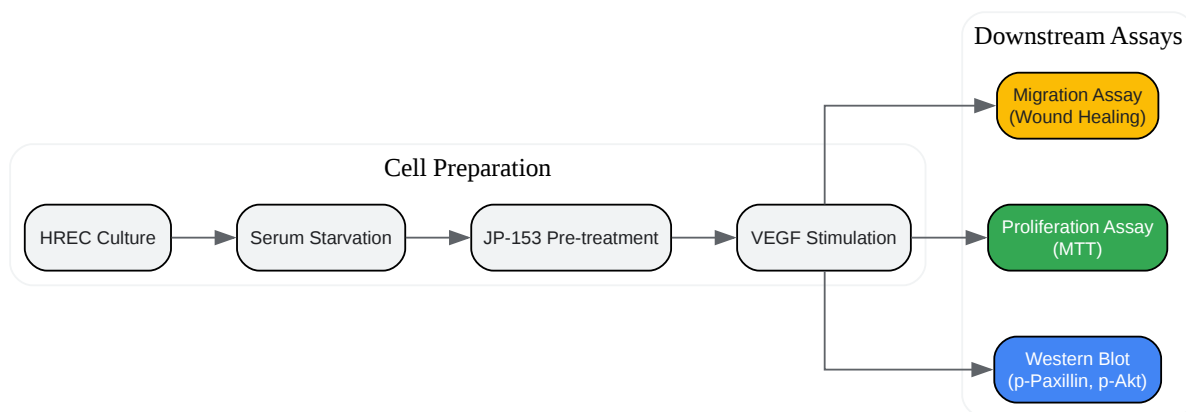 Downstream Assays
Migration Assay
(Wound Healing)
Cell Preparation
HREC Culture
Serum Starvation
JP-153 Pre-treatment
VEGF Stimulation
Proliferation Assay
(MTT)
Western Blot
(p-Paxillin, p-Akt)